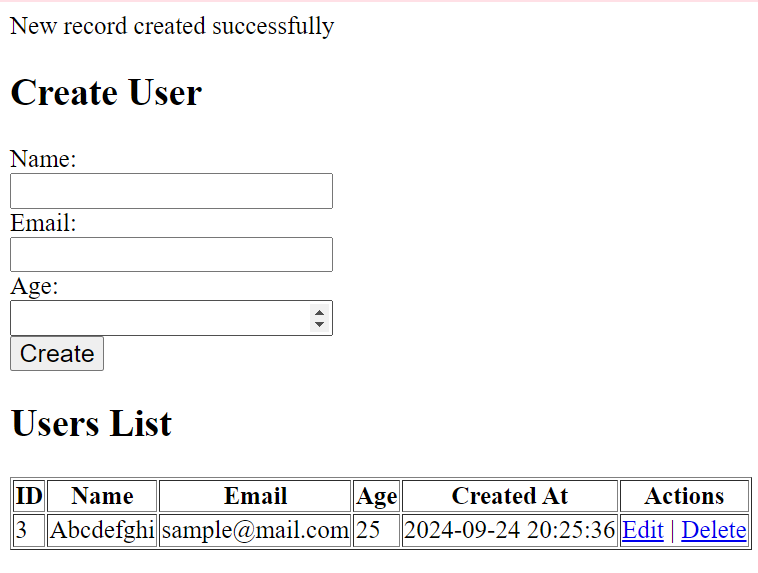 New record created successfully
Create User
Name:
Email:
Age:
Create
Users List
ID Name Email Age Created At Actions
3 Abcdefghi sample@mail.com 25 2024-09-24 20:25:36 Edit | Delete